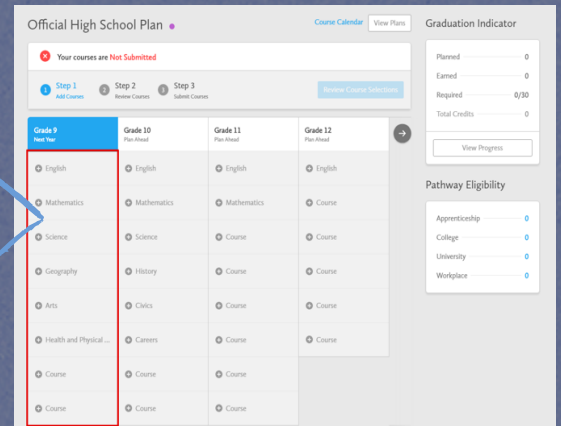 Official High School Plan
Course Calendar
View Plans
Your courses are Not Submitted
1 Step 1 2 Step 2 3 Step 3
Add Courses Review Courses Submit Courses
Review Course Selections
Grade 9 Grade 10 Grade 11 Grade 12
Next Year Plan Ahead Plan Ahead Plan Ahead
English English English English
Mathematics Mathematics Mathematics Course
Science Science Course Course
Geography History Course Course
Arts Civics Course Course
Health and Physical ... Careers Course Course
Course Course Course
Course Course Course
Graduation Indicator
Planned 0
Earned 0
Required 0/30
Total Credits 0
View Progress
Pathway Eligibility
Apprenticeship 0
College 0
University 0
Workplace 0